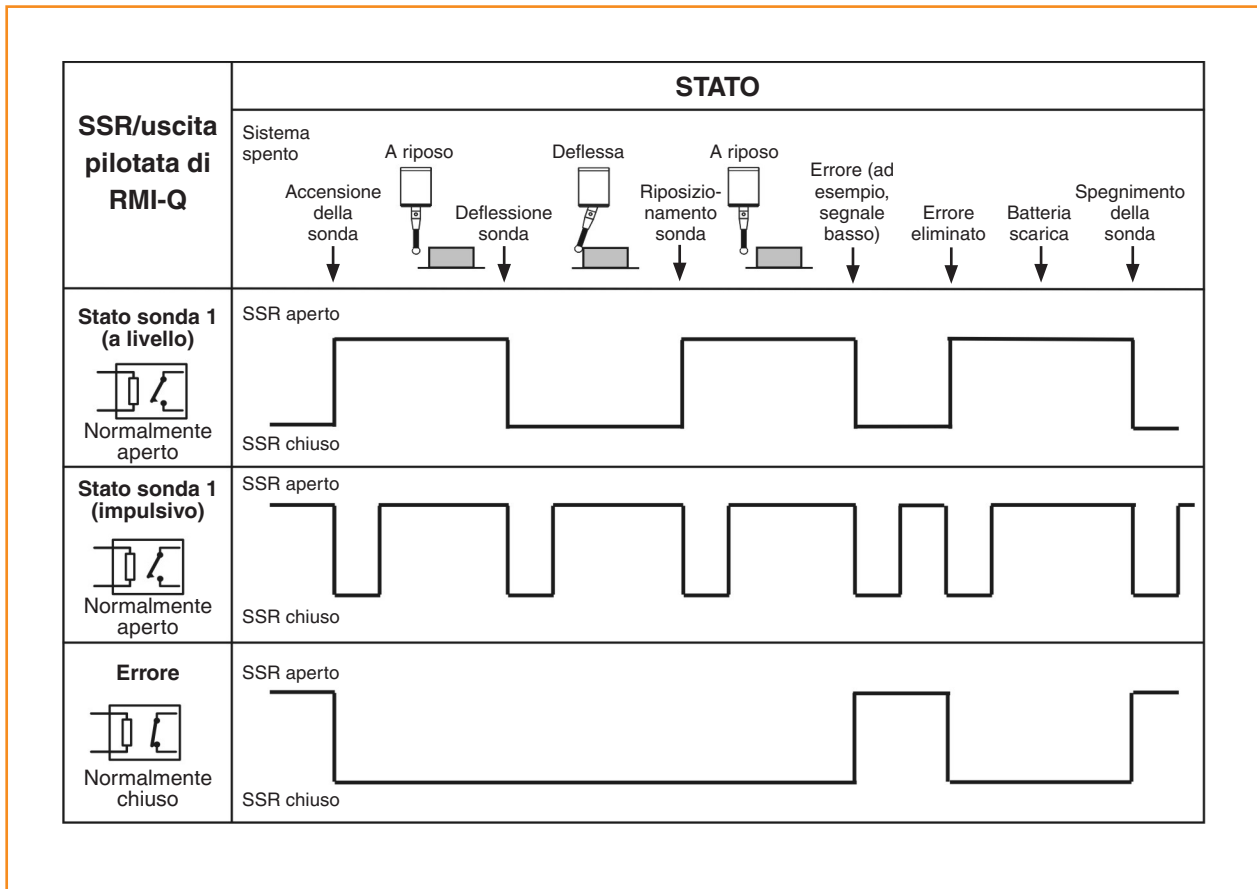 SSR/uscita
pilotata di
RMI-Q
STATO
Sistema
spento
Accensione
della
sonda
A riposo
Deflessione
sonda
Deflessa
Riposizio-
namento
sonda
A riposo
Errore (ad
esempio,
segnale
basso)
Errore
eliminato
Batteria
scarica
Spegnimento
della
sonda
Stato sonda 1
(a livello)
Normalmente
aperto
SSR aperto
SSR chiuso
Stato sonda 1
(impulsivo)
Normalmente
aperto
SSR aperto
SSR chiuso
Errore
Normalmente
chiuso
SSR aperto
SSR chiuso